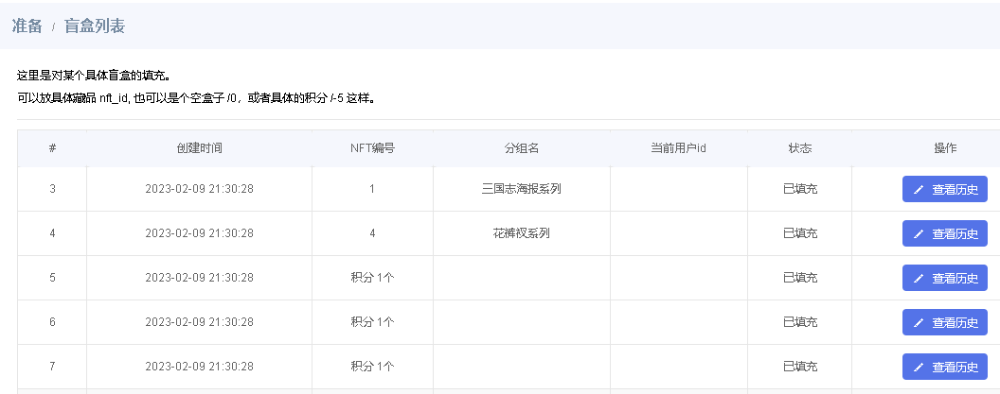 准备 / 盲盒列表
这里是对某个具体盲盒的填充。
可以放具体藏品 nft_id, 也可以是个空盒子 /0，或者具体的积分 /-5 这样。
# 创建时间 NFT编号 分组名 当前用户id 状态 操作
3 2023-02-09 21:30:28 1 三国志海报系列 已填充 查看历史
4 2023-02-09 21:30:28 4 花裤衩系列 已填充 查看历史
5 2023-02-09 21:30:28 积分 1个 已填充 查看历史
6 2023-02-09 21:30:28 积分 1个 已填充 查看历史
7 2023-02-09 21:30:28 积分 1个 已填充 查看历史